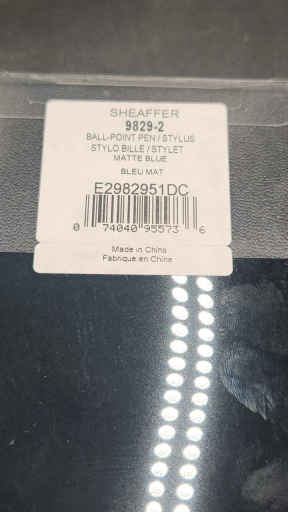 SHEAFFER
9829-2
BALL-POINT PEN / STYLUS
STYLO BILLE / STYLET
MATTE BLUE
BLEU MAT
E2982951DC
0 74040 95573 6
Made in China
Fabriqué en Chine